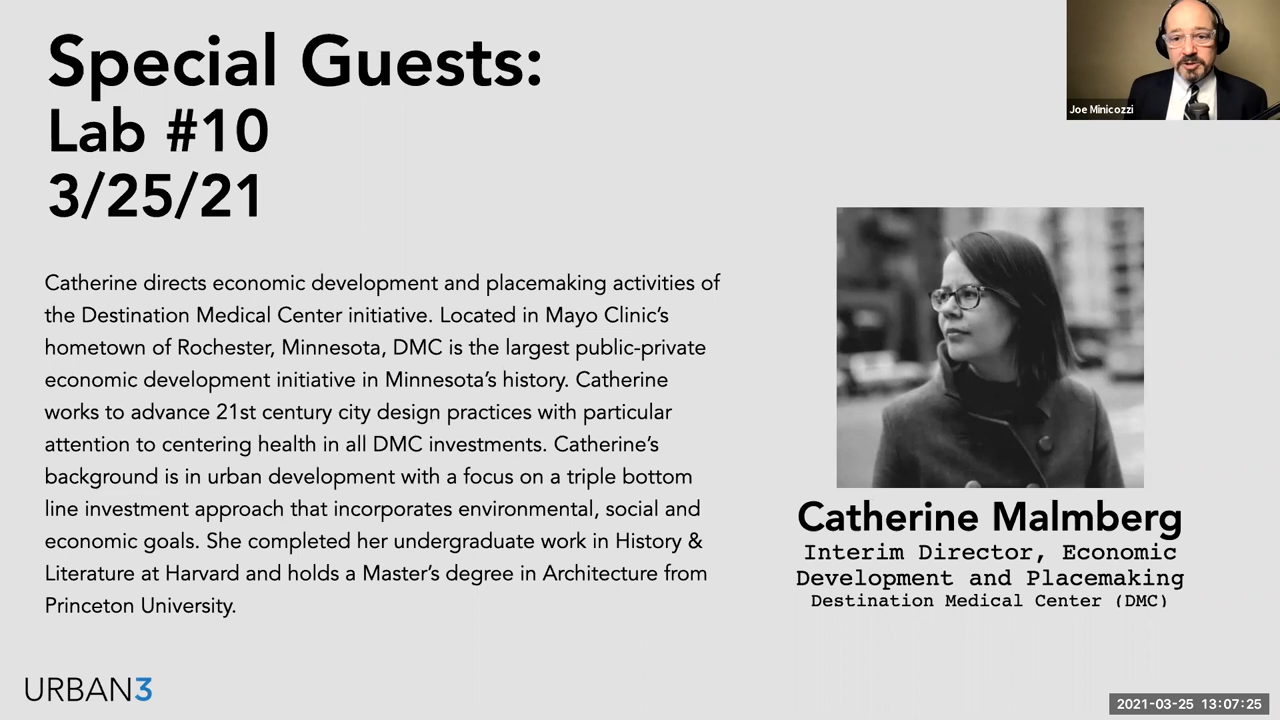 Special Guests:
Lab #10
3/25/21
Joe Minicozzi
Catherine directs economic development and placemaking activities of
the Destination Medical Center initiative. Located in Mayo Clinic's
hometown of Rochester, Minnesota, DMC is the largest public-private
economic development initiative in Minnesota's history. Catherine
works to advance 21st century city design practices with particular
attention to centering health in all DMC investments. Catherine's
background is in urban development with a focus on a triple bottom
line investment approach that incorporates environmental, social and
economic goals. She completed her undergraduate work in History &
Literature at Harvard and holds a Master's degree in Architecture from
Princeton University.
Catherine Malmberg
Interim Director, Economic
Development and Placemaking
Destination Medical Center (DMC)
URBAN3
2021-03-25 13:07:25